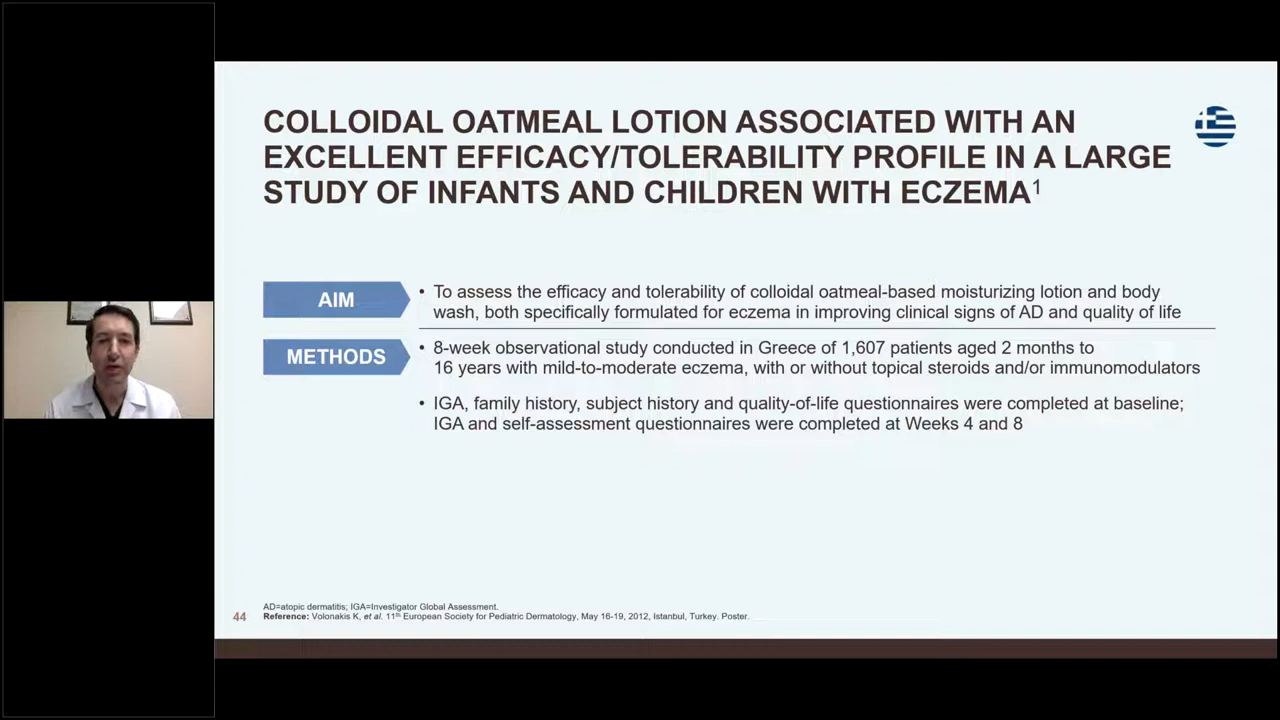 COLLOIDAL OATMEAL LOTION ASSOCIATED WITH AN
EXCELLENT EFFICACY/TOLERABILITY PROFILE IN A LARGE
STUDY OF INFANTS AND CHILDREN WITH ECZEMA¹
AIM
• To assess the efficacy and tolerability of colloidal oatmeal-based moisturizing lotion and body
wash, both specifically formulated for eczema in improving clinical signs of AD and quality of life
METHODS
• 8-week observational study conducted in Greece of 1,607 patients aged 2 months to
16 years with mild-to-moderate eczema, with or without topical steroids and/or immunomodulators
• IGA, family history, subject history and quality-of-life questionnaires were completed at baseline;
IGA and self-assessment questionnaires were completed at Weeks 4 and 8
AD=atopic dermatitis; IGA=Investigator Global Assessment.
44
Reference: Volonakis K, et al. 11th European Society for Pediatric Dermatology, May 16-19, 2012, Istanbul, Turkey. Poster.